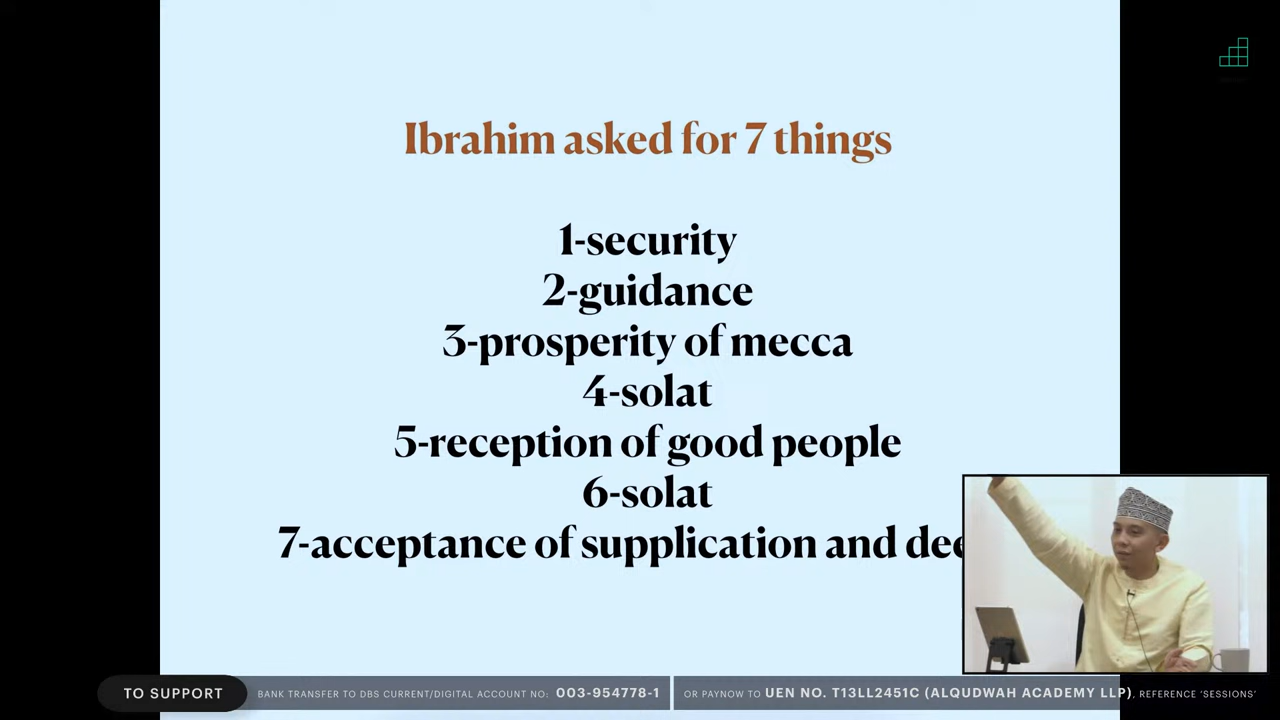 Ibrahim asked for 7 things
1-security
2-guidance
3-prosperity of mecca
4-solat
5-reception of good people
6-solat
7-acceptance of supplication and
TO SUPPORT BANK TRANSFER TO DBS CURRENT/DIGITAL ACCOUNT NO: 003-954778-1 OR PAYNOW TO UEN NO. T13LL2451C (ALQUDWAH ACADEMY LLP), REFERENCE ‘SESSIONS’